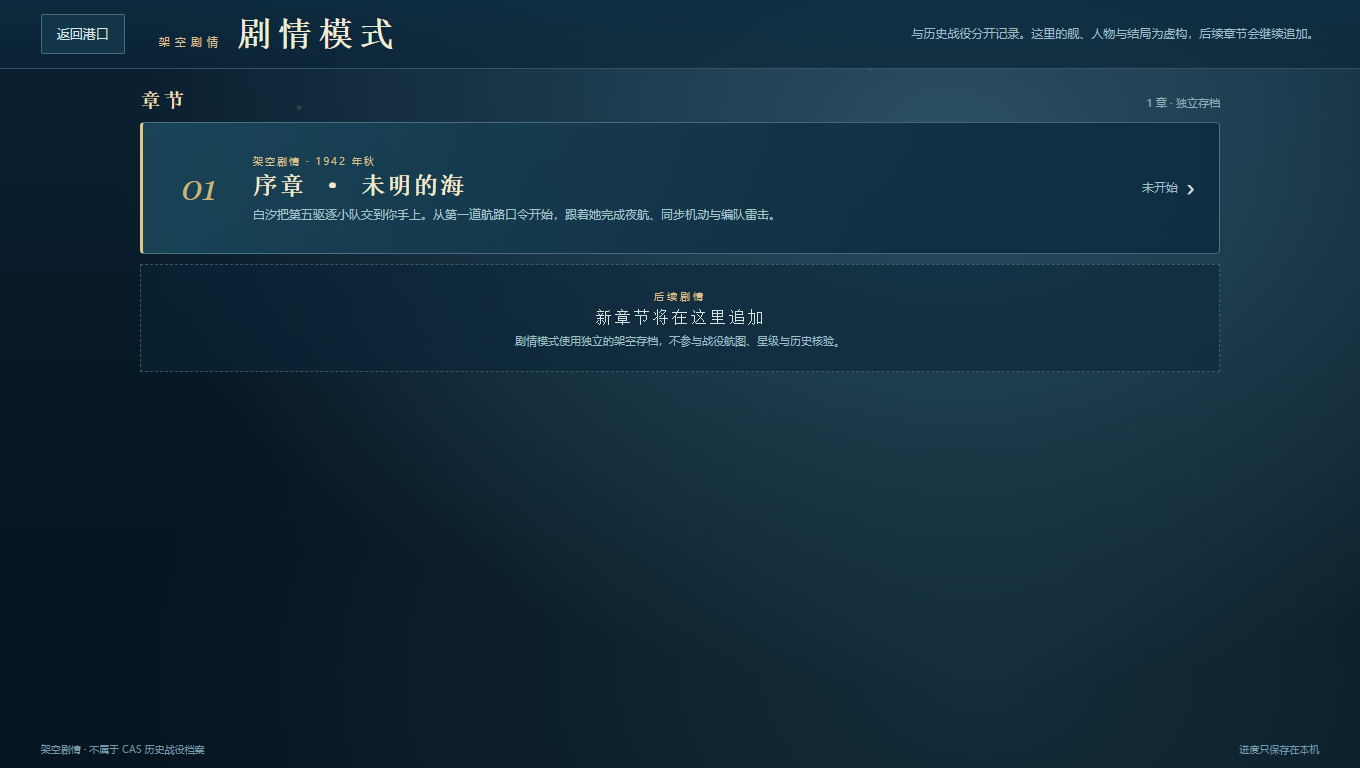 返回港口
架空剧情 剧情模式
与历史战役分开记录。这里的舰、人物与结局为虚构，后续章节会继续追加。
章节
1 章 · 独立存档
01
架空剧情 · 1942 年秋
序章 · 未明的海
白汐把第五驱逐小队交到你手上。从第一道航路口令开始，跟着她完成夜航、同步机动与编队雷击。
未开始 ›
后续剧情
新章节将在这里追加
剧情模式使用独立的架空存档，不参与战役航图、星级与历史核验。
架空剧情 · 不属于 CAS 历史战役档案
进度只保存在本机